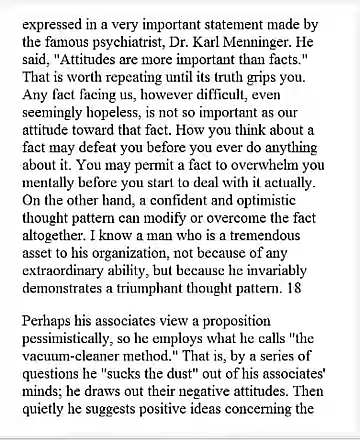 expressed in a very important statement made by
the famous psychiatrist, Dr. Karl Menninger. He
said, "Attitudes are more important than facts."
That is worth repeating until its truth grips you.
Any fact facing us, however difficult, even
seemingly hopeless, is not so important as our
attitude toward that fact. How you think about a
fact may defeat you before you ever do anything
about it. You may permit a fact to overwhelm you
mentally before you start to deal with it actually.
On the other hand, a confident and optimistic
thought pattern can modify or overcome the fact
altogether. I know a man who is a tremendous
asset to his organization, not because of any
extraordinary ability, but because he invariably
demonstrates a triumphant thought pattern. 18
Perhaps his associates view a proposition
pessimistically, so he employs what he calls "the
vacuum-cleaner method." That is, by a series of
questions he "sucks the dust" out of his associates'
minds; he draws out their negative attitudes. Then
quietly he suggests positive ideas concerning the